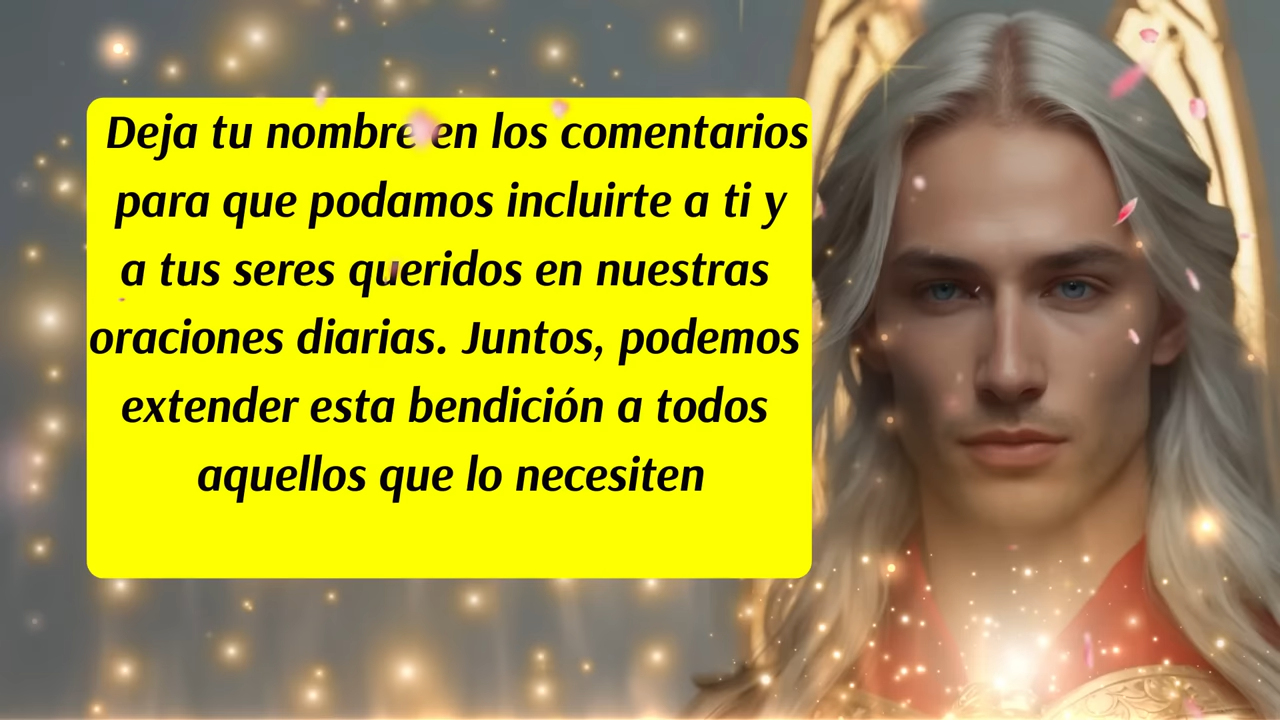 Deja tu nombre en los comentarios
para que podamos incluirte a ti y
a tus seres queridos en nuestras
oraciones diarias. Juntos, podemos
extender esta bendición a todos
aquellos que lo necesiten